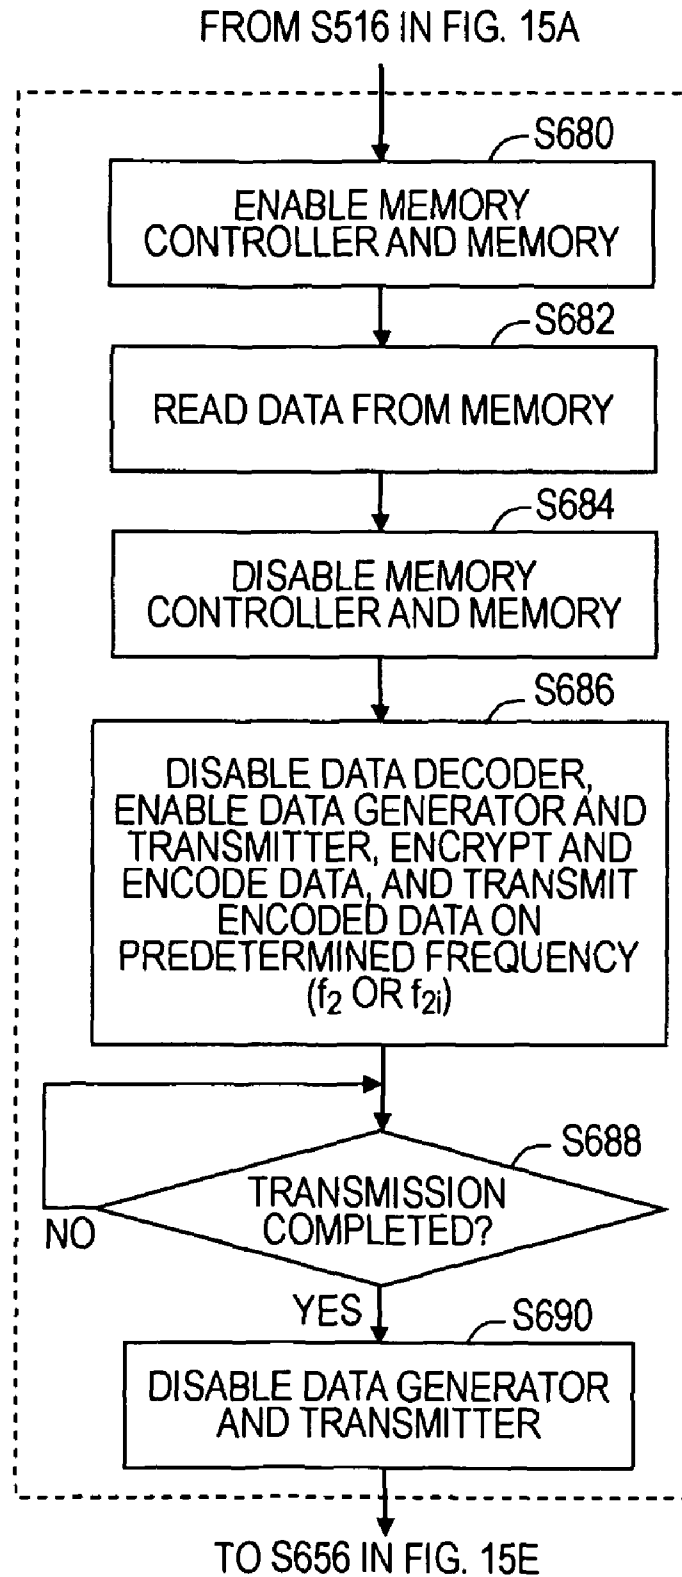 FROM S516 IN FIG. 15A
S680
ENABLE MEMORY
CONTROLLER AND MEMORY
S682
READ DATA FROM MEMORY
S684
DISABLE MEMORY
CONTROLLER AND MEMORY
S686
DISABLE DATA DECODER,
ENABLE DATA GENERATOR AND
TRANSMITTER, ENCRYPT AND
ENCODE DATA, AND TRANSMIT
ENCODED DATA ON
PREDETERMINED FREQUENCY
(f2 OR f2i)
S688
TRANSMISSION
COMPLETED?
NO
YES
S690
DISABLE DATA GENERATOR
AND TRANSMITTER
TO S656 IN FIG. 15E